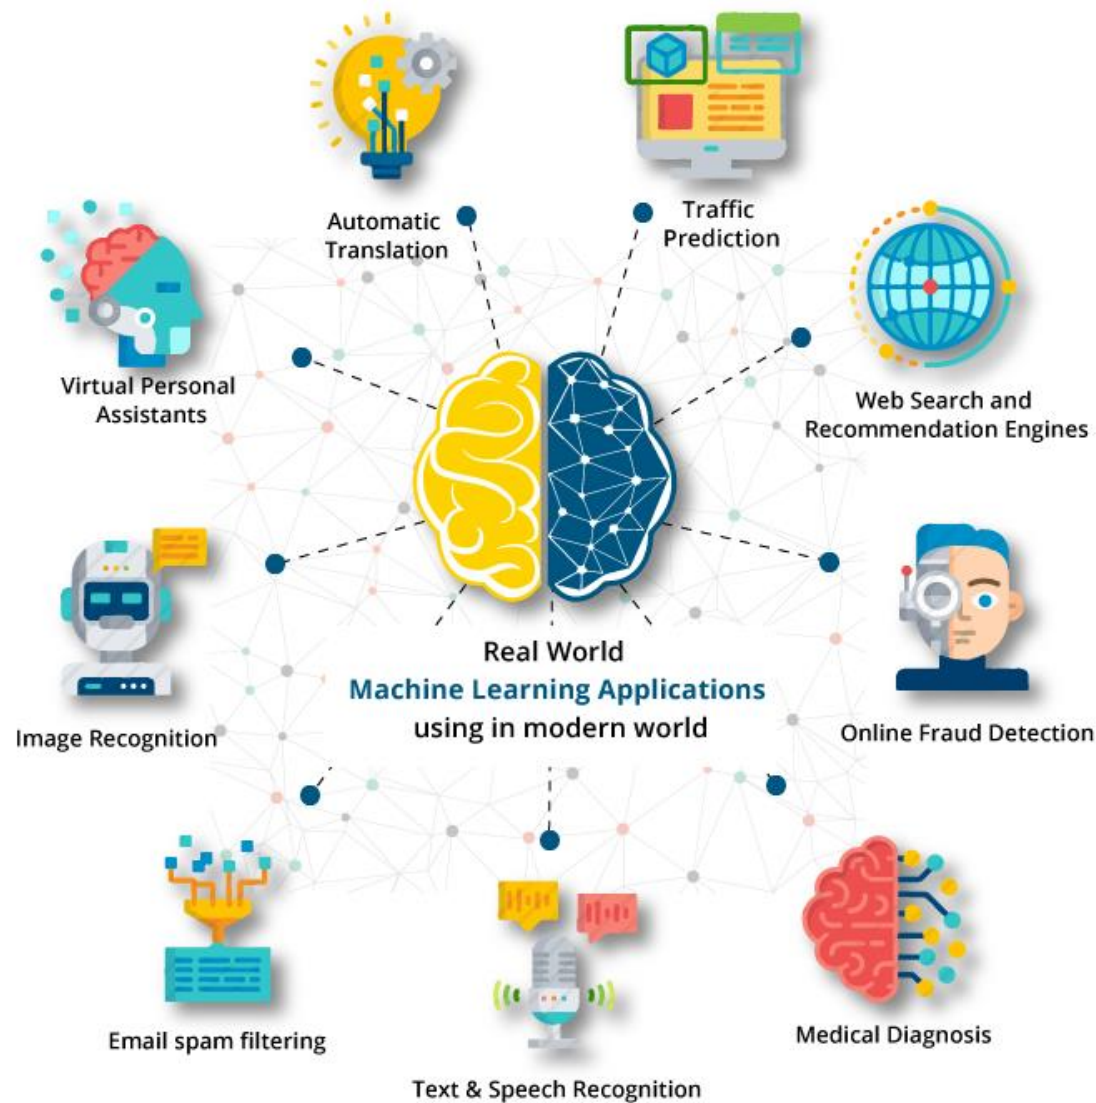 Automatic
Translation
Traffic
Prediction
Virtual Personal
Assistants
Web Search and
Recommendation Engines
Real World
Machine Learning Applications
using in modern world
Image Recognition
Online Fraud Detection
Email spam filtering
Text & Speech Recognition
Medical Diagnosis